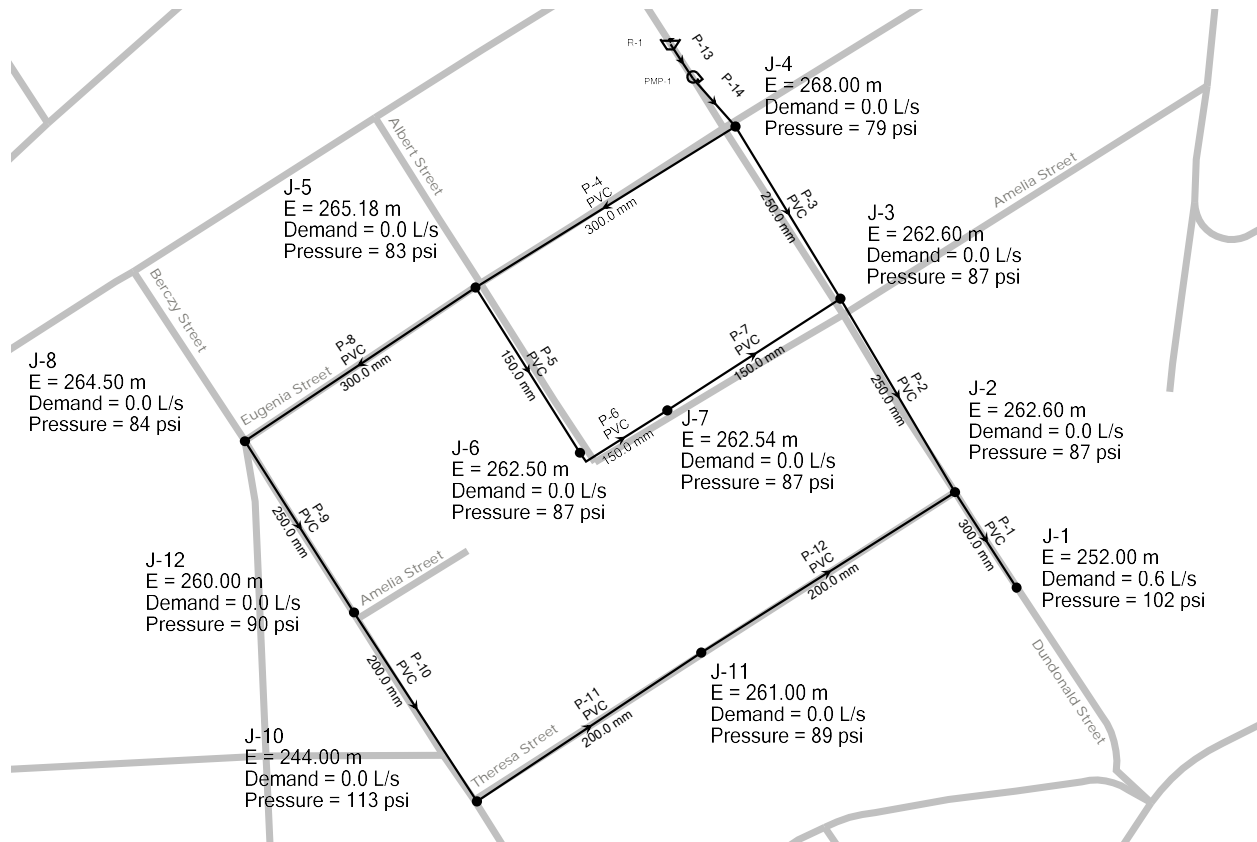 R-1
P-13
PMP-1
P-14
J-4
E = 268.00 m
Demand = 0.0 L/s
Pressure = 79 psi
Albert Street
P-4
PVC
300.0 mm
P-3
PVC
250.0 mm
Amelia Street
J-5
E = 265.18 m
Demand = 0.0 L/s
Pressure = 83 psi
J-3
E = 262.60 m
Demand = 0.0 L/s
Pressure = 87 psi
Berczy Street
P-8
PVC
300.0 mm
Eugenia Street
P-5
PVC
150.0 mm
P-7
PVC
150.0 mm
J-8
E = 264.50 m
Demand = 0.0 L/s
Pressure = 84 psi
P-2
PVC
250.0 mm
J-2
E = 262.60 m
Demand = 0.0 L/s
Pressure = 87 psi
P-6
PVC
150.0 mm
J-7
E = 262.54 m
Demand = 0.0 L/s
Pressure = 87 psi
J-6
E = 262.50 m
Demand = 0.0 L/s
Pressure = 87 psi
P-9
PVC
250.0 mm
P-1
PVC
300.0 mm
J-1
E = 252.00 m
Demand = 0.6 L/s
Pressure = 102 psi
P-12
PVC
200.0 mm
J-12
E = 260.00 m
Demand = 0.0 L/s
Pressure = 90 psi
Amelia Street
P-10
PVC
200.0 mm
J-11
E = 261.00 m
Demand = 0.0 L/s
Pressure = 89 psi
P-11
PVC
200.0 mm
Dundonald Street
J-10
E = 244.00 m
Demand = 0.0 L/s
Pressure = 113 psi
Theresa Street